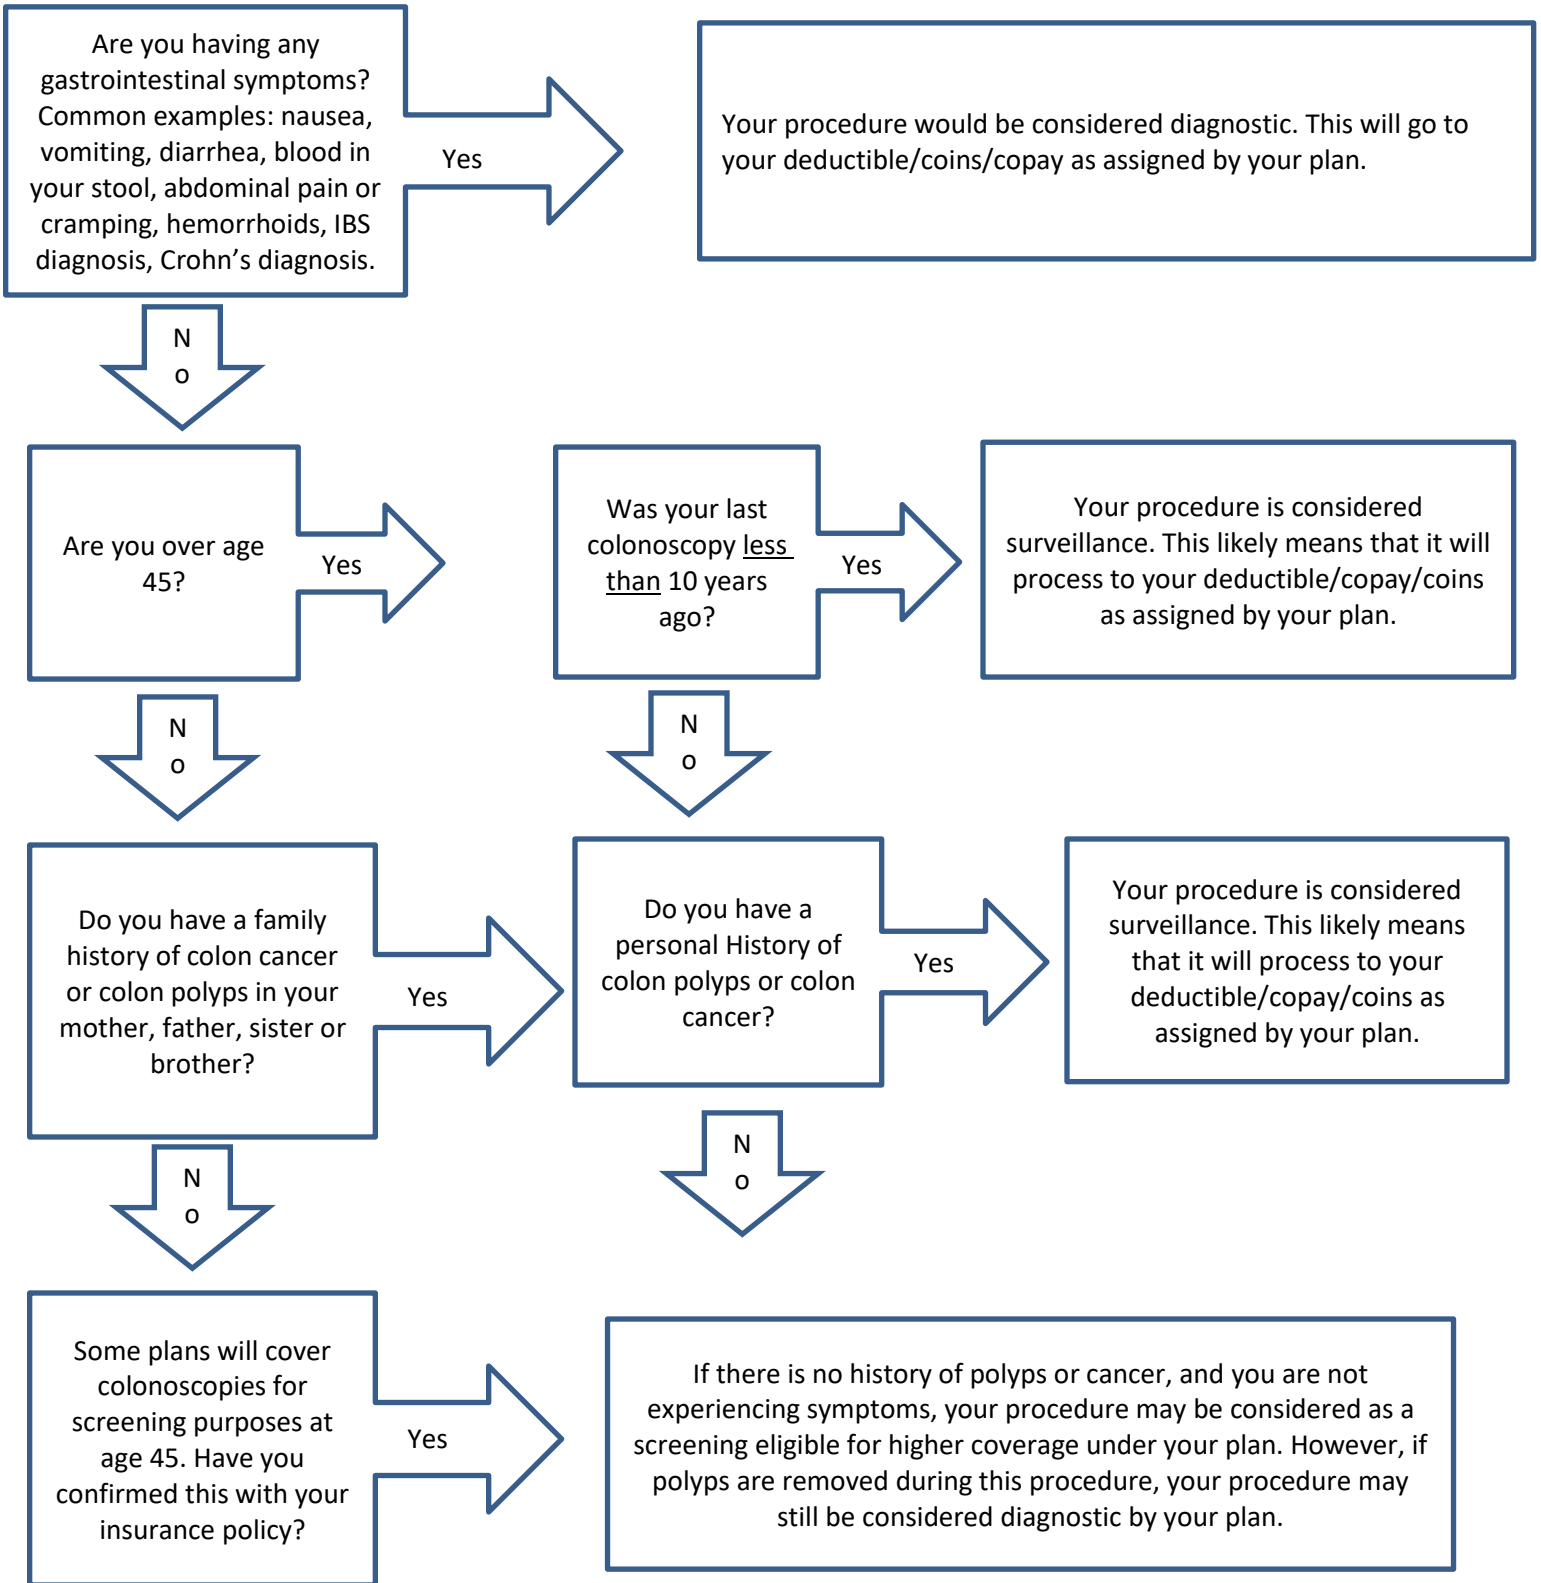 Are you having any
gastrointestinal symptoms?
Common examples: nausea,
vomiting, diarrhea, blood in
your stool, abdominal pain or
cramping, hemorrhoids, IBS
diagnosis, Crohn’s diagnosis.
Yes
Your procedure would be considered diagnostic. This will go to
your deductible/coins/copay as assigned by your plan.
N
o
Are you over age
45?
Yes
Was your last
colonoscopy less
than 10 years
ago?
Yes
Your procedure is considered
surveillance. This likely means that it will
process to your deductible/copay/coins
as assigned by your plan.
N
o
N
o
Do you have a family
history of colon cancer
or colon polyps in your
mother, father, sister or
brother?
Yes
Do you have a
personal History of
colon polyps or colon
cancer?
Yes
Your procedure is considered
surveillance. This likely means
that it will process to your
deductible/copay/coins as
assigned by your plan.
N
o
N
o
Some plans will cover
colonoscopies for
screening purposes at
age 45. Have you
confirmed this with your
insurance policy?
Yes
If there is no history of polyps or cancer, and you are not
experiencing symptoms, your procedure may be considered as a
screening eligible for higher coverage under your plan. However, if
polyps are removed during this procedure, your procedure may
still be considered diagnostic by your plan.